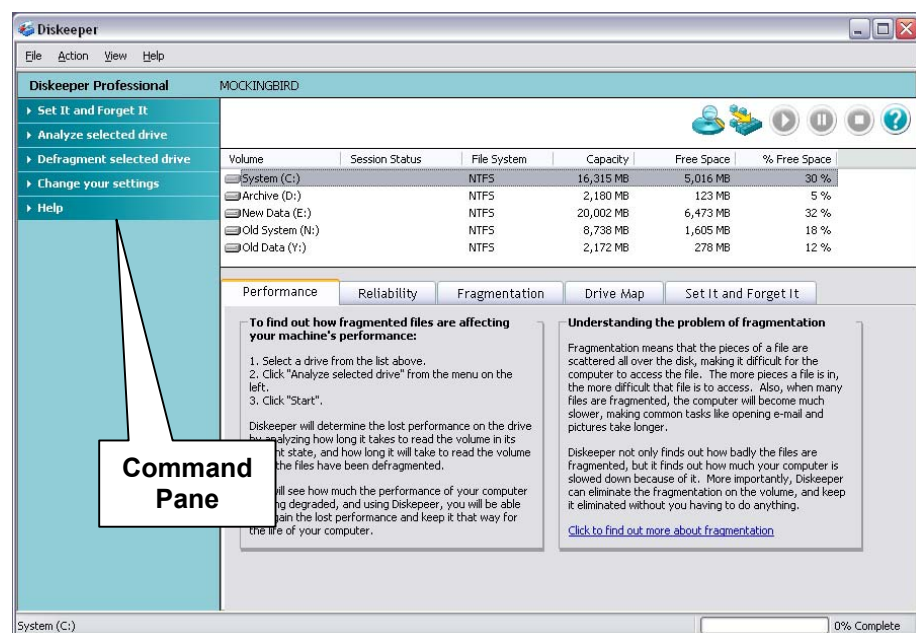 Diskeeper
File Action View Help
Diskeeper Professional MOCKINGBIRD
Set It and Forget It
Analyze selected drive
Defragment selected drive
Change your settings
Help
Volume Session Status File System Capacity Free Space % Free Space
System (C:) NTFS 16,315 MB 5,016 MB 30 %
Archive (D:) NTFS 2,180 MB 123 MB 5 %
New Data (E:) NTFS 20,002 MB 6,473 MB 32 %
Old System (N:) NTFS 8,738 MB 1,605 MB 18 %
Old Data (Y:) NTFS 2,172 MB 278 MB 12 %
Performance Reliability Fragmentation Drive Map Set It and Forget It
To find out how fragmented files are affecting
your machine's performance:
1. Select a drive from the list above.
2. Click "Analyze selected drive" from the menu on the
left.
3. Click "Start".
Diskeeper will determine the lost performance on the drive
by analyzing how long it takes to read the volume in its
state, and how long it will take to read the volume
the files have been defragmented.
will see how much the performance of your computer
degraded, and using Diskepeer, you will be able
the lost performance and keep it that way for
the life of your computer.
Understanding the problem of fragmentation
Fragmentation means that the pieces of a file are
scattered all over the disk, making it difficult for the
computer to access the file. The more pieces a file is in,
the more difficult that file is to access. Also, when many
files are fragmented, the computer will become much
slower, making common tasks like opening e-mail and
pictures take longer.
Diskeeper not only finds out how badly the files are
fragmented, but it finds out how much your computer is
slowed down because of it. More importantly, Diskeeper
can eliminate the fragmentation on the volume, and keep
it eliminated without you having to do anything.
Click to find out more about fragmentation
Command
Pane
System (C:) 0% Complete